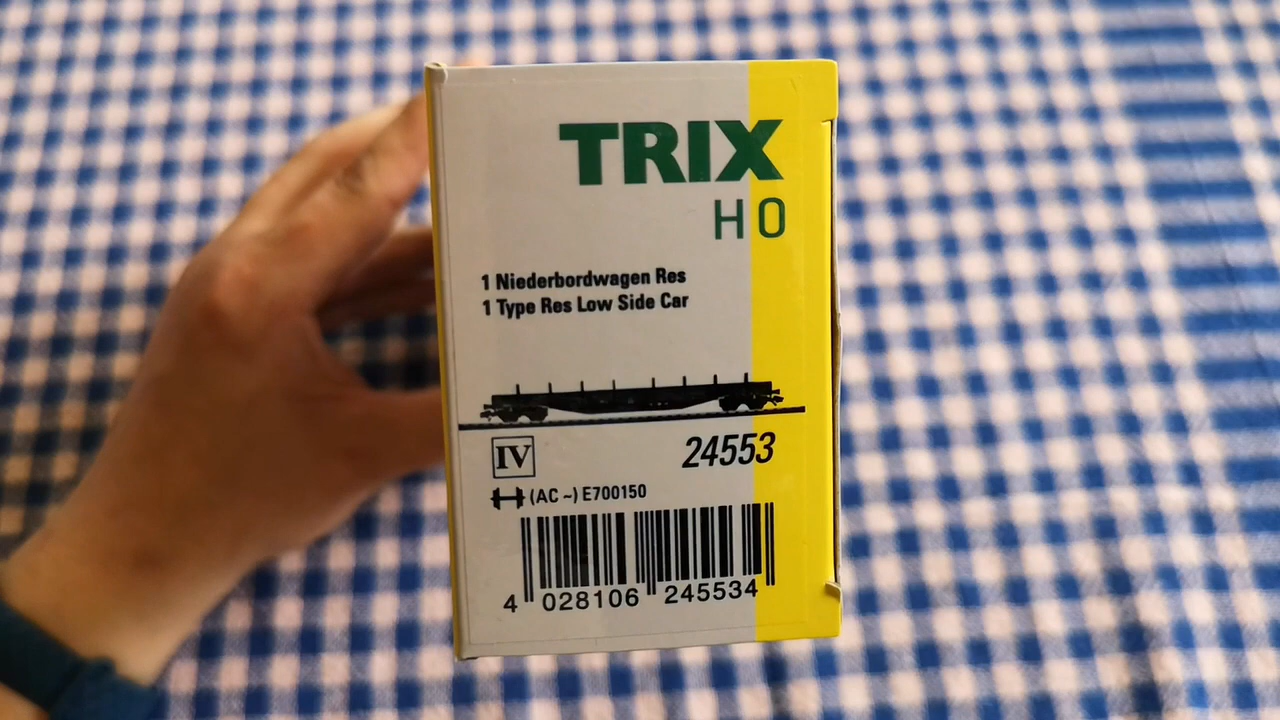 TRIX
H0
1 Niederbordwagen Res
1 Type Res Low Side Car
IV
24553
(AC ~) E700150
4 028106 245534